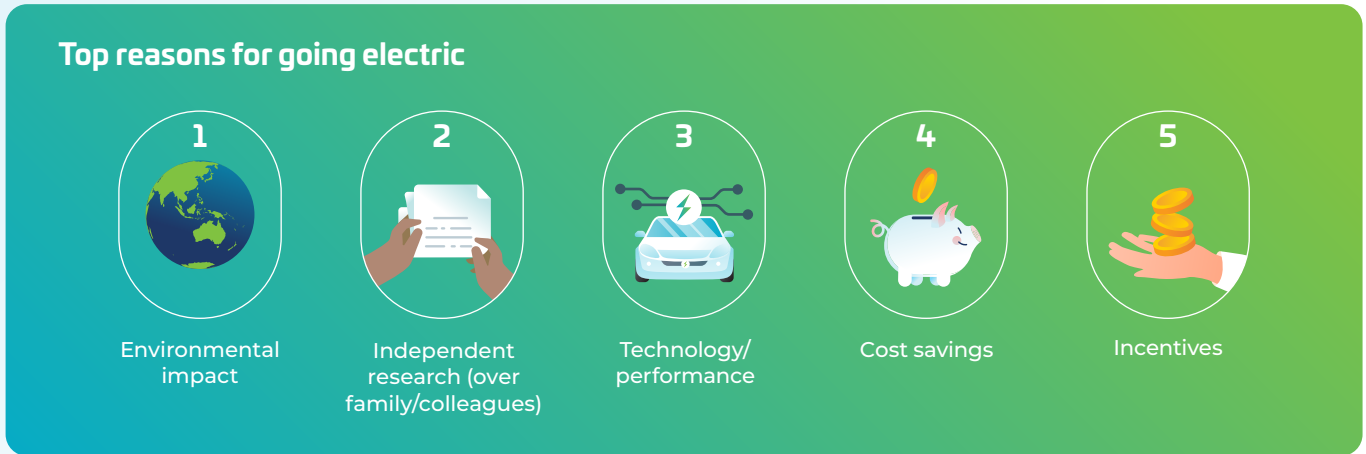 Top reasons for going electric
1
2
3
4
5
Environmental
impact
Independent
research (over
family/colleagues)
Technology/
performance
Cost savings
Incentives